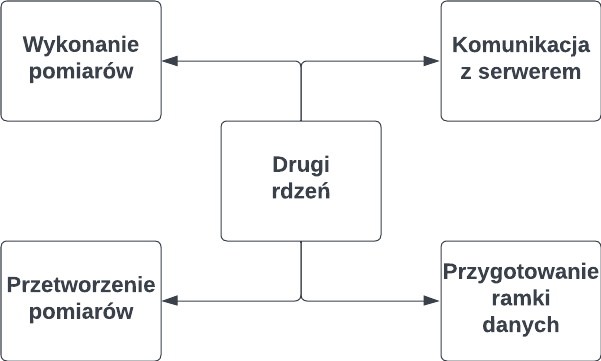 Wykonanie
pomiarów
Komunikacja
z serwerem
Drugi
rdzeń
Przetworzenie
pomiarów
Przygotowanie
ramki
danych